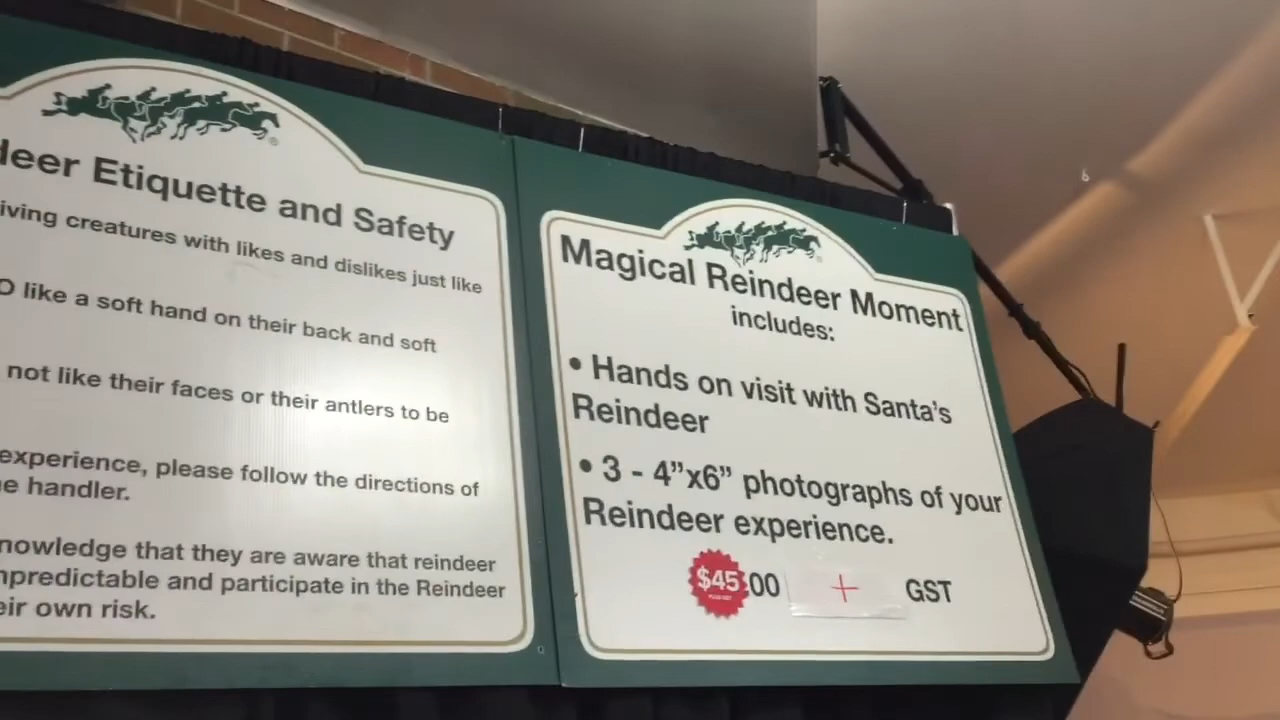 deer Etiquette and Safety
iving creatures with likes and dislikes just like
O like a soft hand on their back and soft
not like their faces or their antlers to be
experience, please follow the directions of
e handler.
nowledge that they are aware that reindeer
npredictable and participate in the Reindeer
eir own risk.
Magical Reindeer Moment
includes:
• Hands on visit with Santa's
Reindeer
• 3 - 4”x6” photographs of your
Reindeer experience.
$45.00 + GST